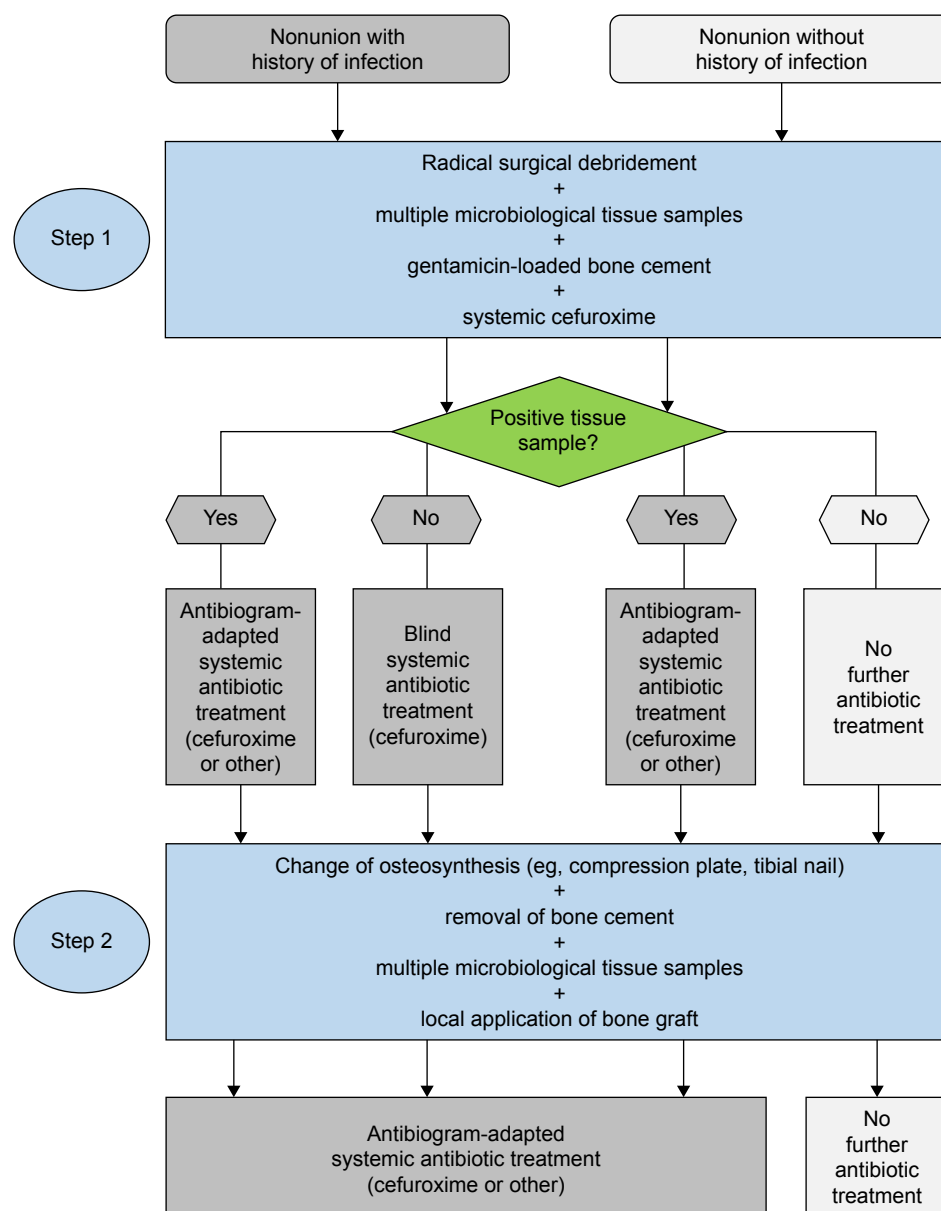 Nonunion with
history of infection
Nonunion without
history of infection
Step 1
Radical surgical debridement
+
multiple microbiological tissue samples
+
gentamicin-loaded bone cement
+
systemic cefuroxime
Positive tissue
sample?
Yes
No
Yes
No
Antibiogram-
adapted
systemic
antibiotic
treatment
(cefuroxime
or other)
Blind
systemic
antibiotic
treatment
(cefuroxime)
Antibiogram-
adapted
systemic
antibiotic
treatment
(cefuroxime
or other)
No
further
antibiotic
treatment
Step 2
Change of osteosynthesis (eg, compression plate, tibial nail)
+
removal of bone cement
+
multiple microbiological tissue samples
+
local application of bone graft
Antibiogram-adapted
systemic antibiotic treatment
(cefuroxime or other)
No
further
antibiotic
treatment